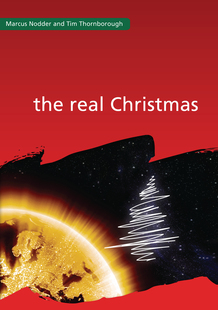 Marcus Nodder and Tim Thornborough
the real Christmas